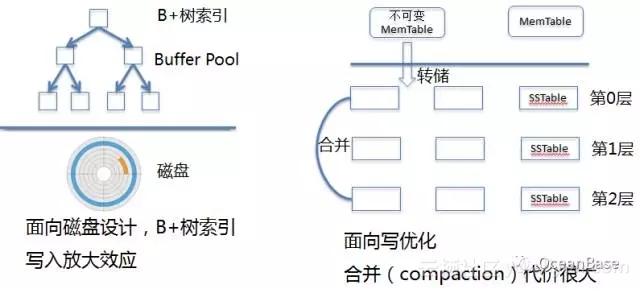 B+树索引
Buffer Pool
磁盘
面向磁盘设计，B+树索引
写入放大效应
不可变
MemTable
MemTable
转储
SSTable
第0层
合并
SSTable
第1层
SSTable
第2层
面向写优化
合并（compaction）代价很大
OceanBase